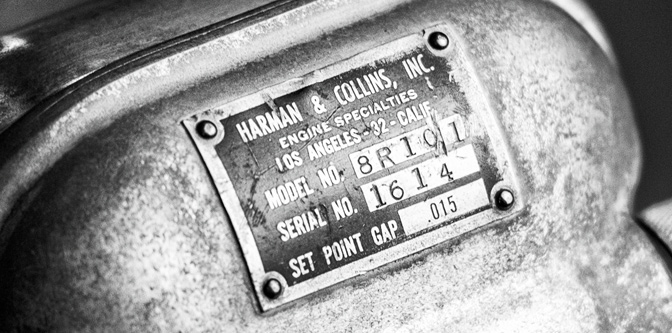 HARMAN & COLLINS, INC.
ENGINE SPECIALTIES
LOS ANGELES-32-CALIF.
MODEL NO. 8R101
SERIAL NO. 1614
SET POINT GAP .015